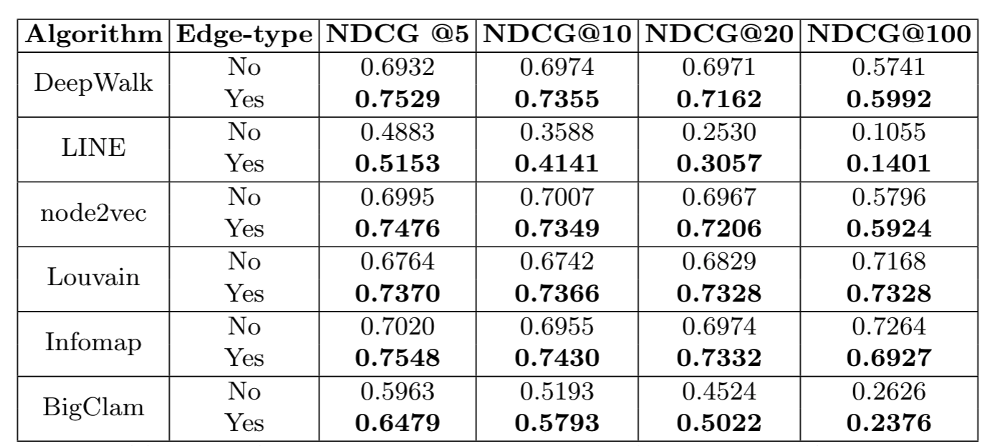 Algorithm Edge-type NDCG @5 NDCG@10 NDCG@20 NDCG@100
DeepWalk No 0.6932 0.6974 0.6971 0.5741
Yes 0.7529 0.7355 0.7162 0.5992
LINE No 0.4883 0.3588 0.2530 0.1055
Yes 0.5153 0.4141 0.3057 0.1401
node2vec No 0.6995 0.7007 0.6967 0.5796
Yes 0.7476 0.7349 0.7206 0.5924
Louvain No 0.6764 0.6742 0.6829 0.7168
Yes 0.7370 0.7366 0.7328 0.7328
Infomap No 0.7020 0.6955 0.6974 0.7264
Yes 0.7548 0.7430 0.7332 0.6927
BigClam No 0.5963 0.5193 0.4524 0.2626
Yes 0.6479 0.5793 0.5022 0.2376